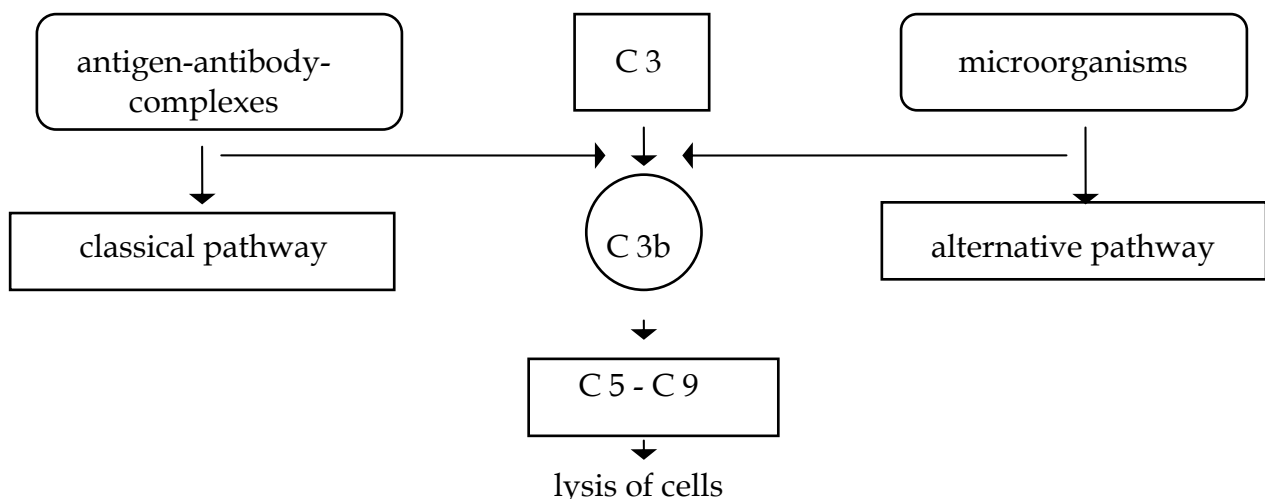 antigen-antibody-
complexes
C 3
microorganisms
classical pathway
C 3b
alternative pathway
C 5 - C 9
lysis of cells